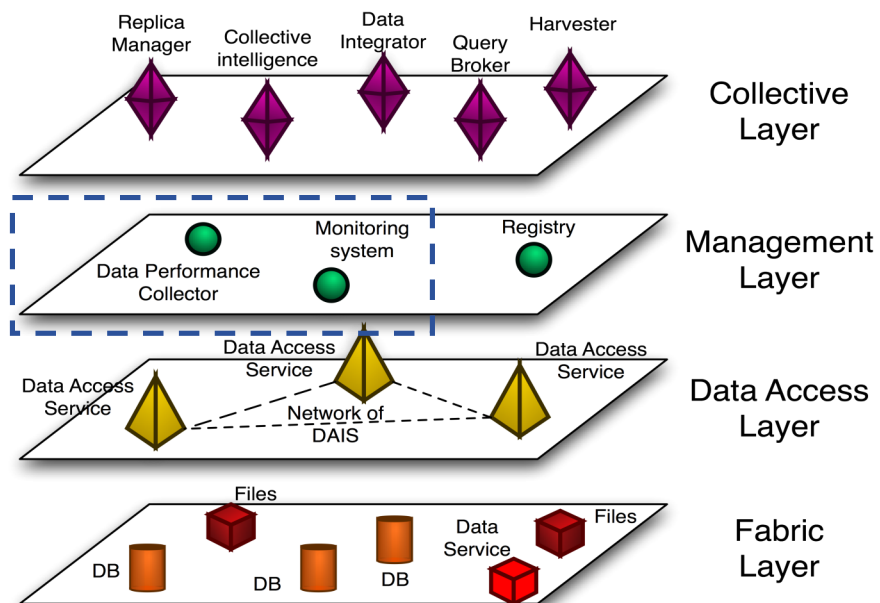 Replica
Manager
Collective
intelligence
Data
Integrator
Query
Broker
Harvester
Collective
Layer
Data Performance
Collector
Monitoring
system
Registry
Management
Layer
Data Access
Service
Data Access
Service
Data Access
Service
Network of
DAIS
Data Access
Layer
Files
DB
DB
DB
Data
Service
Files
Fabric
Layer